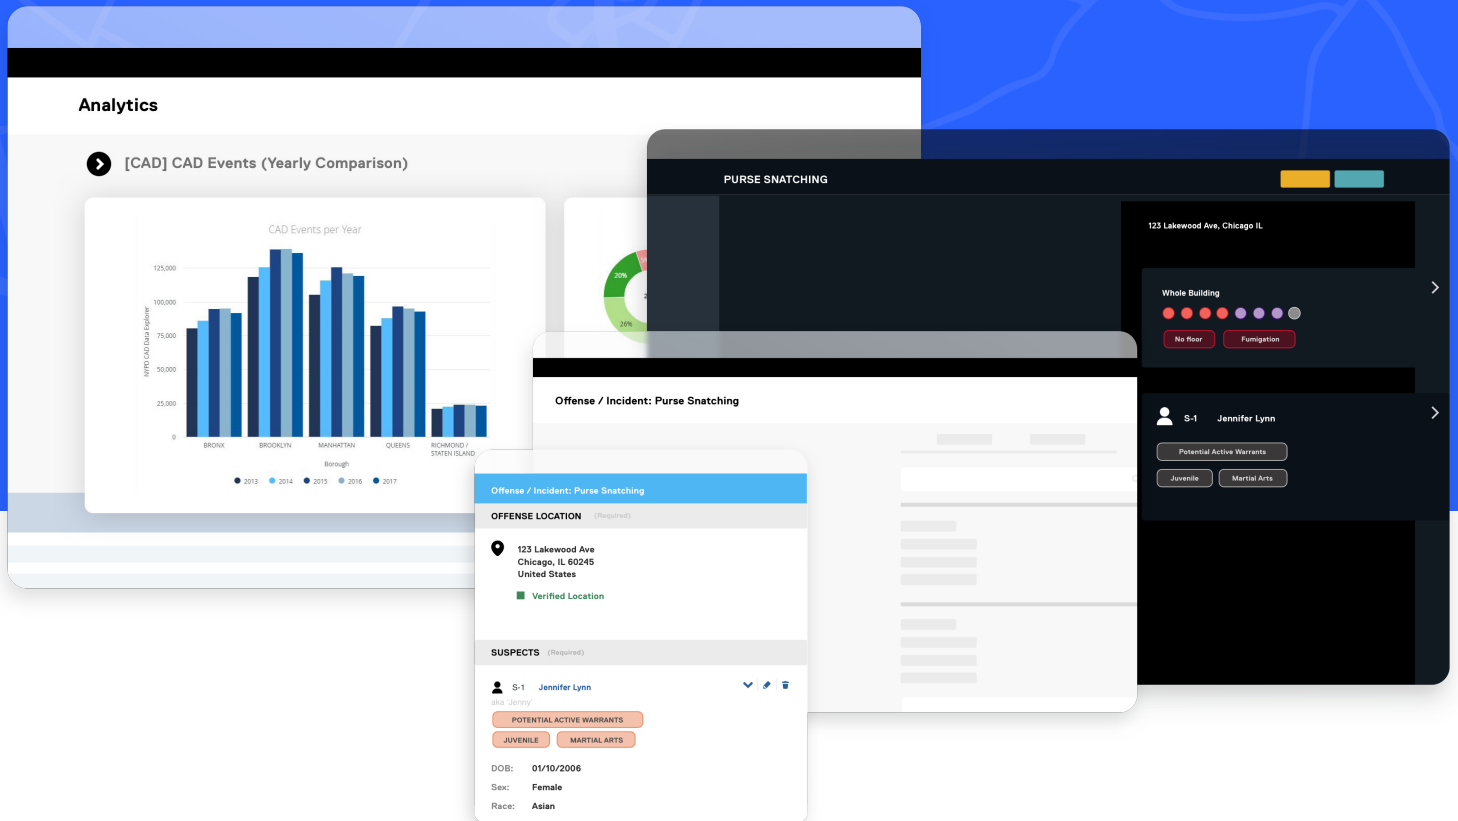 Analytics
[CAD] CAD Events (Yearly Comparison)
CAD Events per Year
125,000
100,000
75,000
50,000
25,000
0
NYPD CAD Data Explorer
BRONX
BROOKLYN
MANHATTAN
QUEENS
RICHMOND /
STATEN ISLAND
Borough
2013
2014
2015
2016
2017
20%
26%
PURSE SNATCHING
123 Lakewood Ave, Chicago IL
Whole Building
No floor
Fumigation
S-1 Jennifer Lynn
Potential Active Warrants
Juvenile
Martial Arts
Offense / Incident: Purse Snatching
Offense / Incident: Purse Snatching
OFFENSE LOCATION (Required)
123 Lakewood Ave
Chicago, IL 60245
United States
Verified Location
SUSPECTS (Required)
S-1 Jennifer Lynn
aka 'Jenny'
POTENTIAL ACTIVE WARRANTS
JUVENILE
MARTIAL ARTS
DOB: 01/10/2006
Sex: Female
Race: Asian